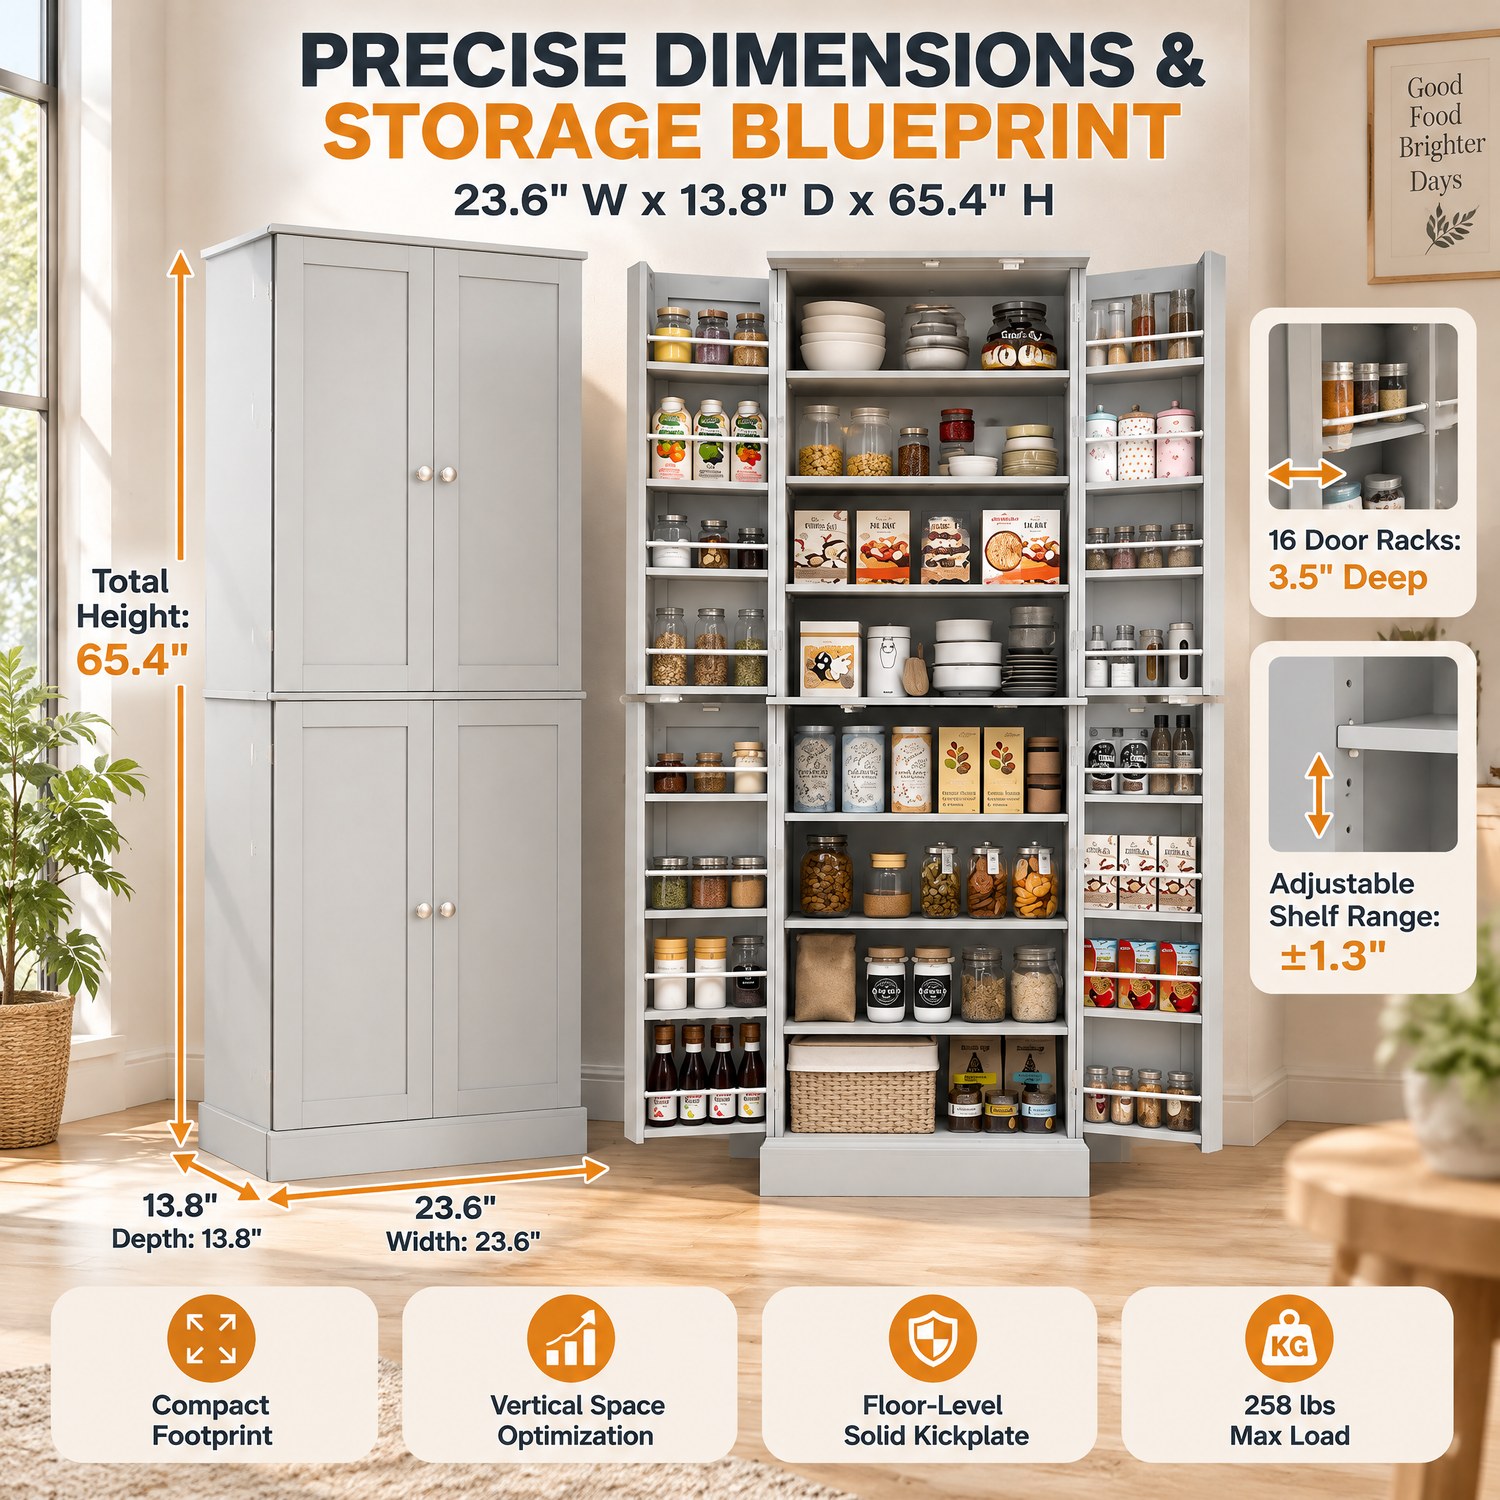 PRECISE DIMENSIONS &
STORAGE BLUEPRINT
23.6" W x 13.8" D x 65.4" H
Good
Food
Brighter
Days
Total
Height:
65.4"
16 Door Racks:
3.5" Deep
Adjustable
Shelf Range:
±1.3"
13.8"
Depth: 13.8"
23.6"
Width: 23.6"
Compact
Footprint
Vertical Space
Optimization
Floor-Level
Solid Kickplate
KG
258 lbs
Max Load